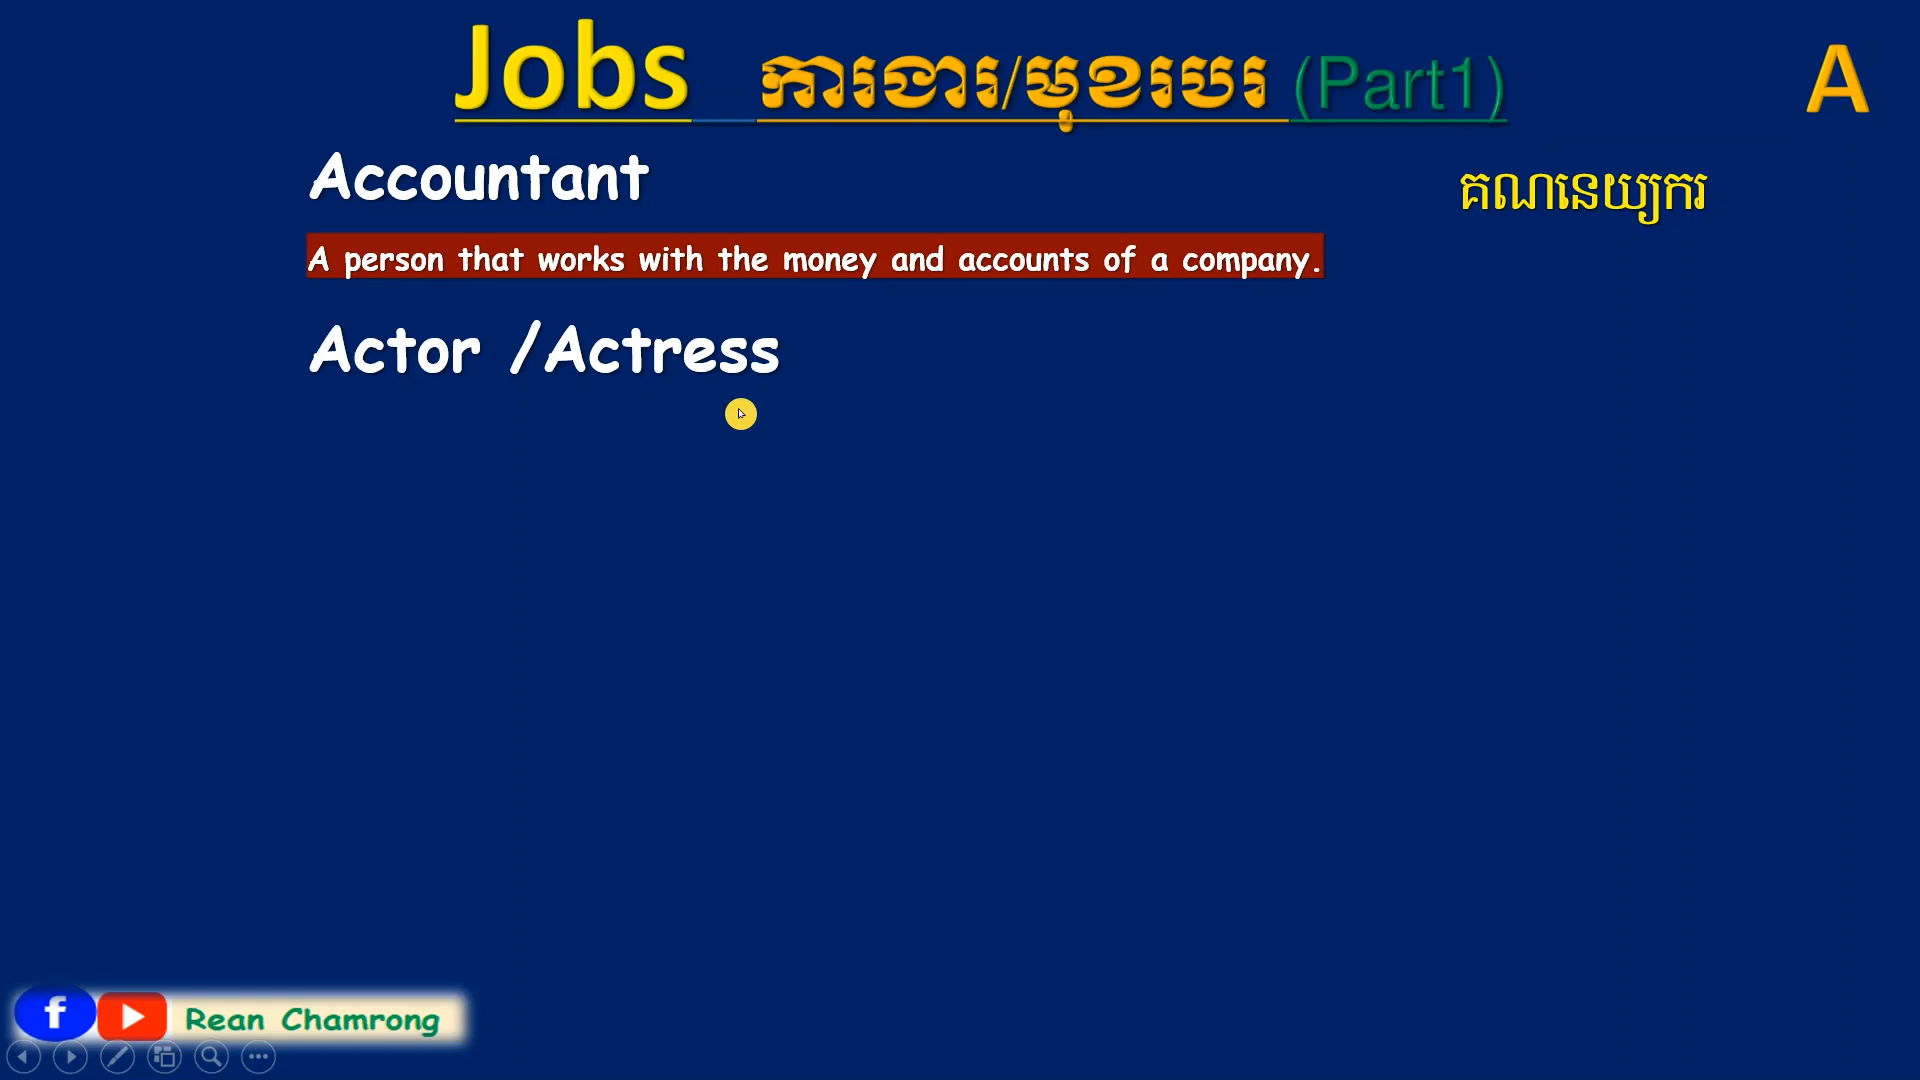 Jobs ការងារ/មុខរបរ (Part1)
A
Accountant
គណនេយ្យករ
A person that works with the money and accounts of a company.
Actor /Actress
f
Rean Chamrong